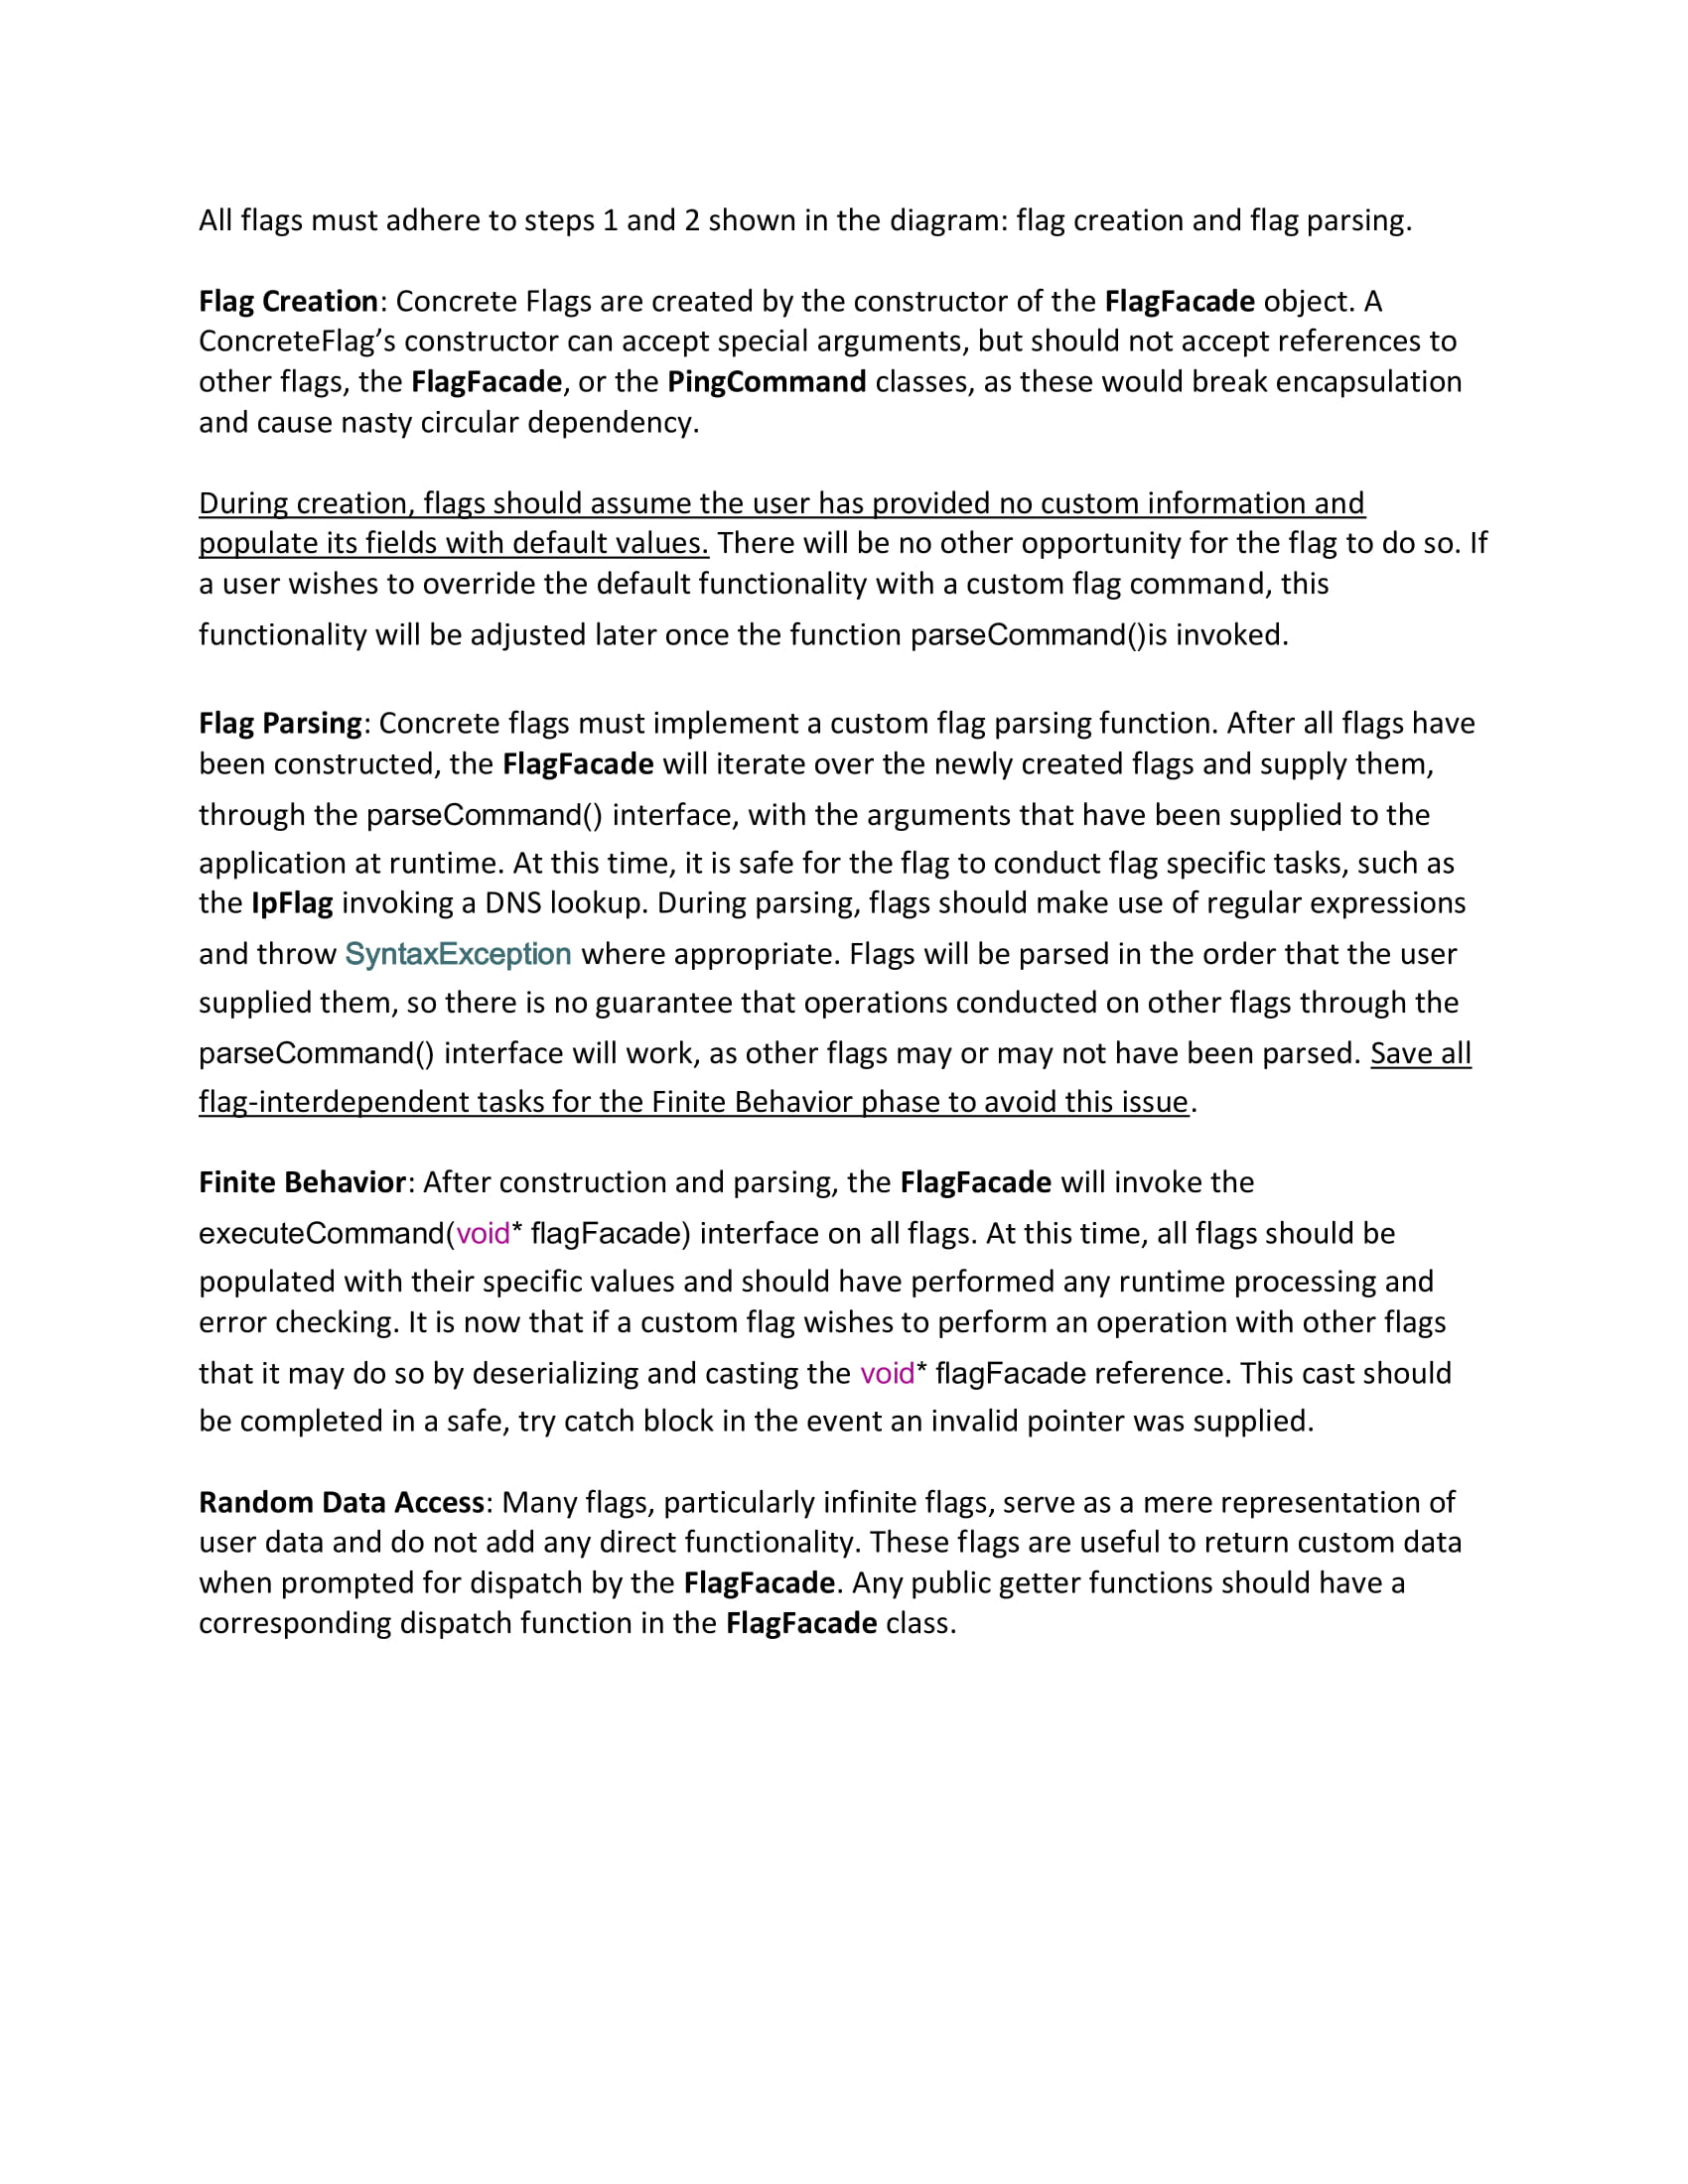 All flags must adhere to steps 1 and 2 shown in the diagram: flag creation and flag parsing.
Flag Creation: Concrete Flags are created by the constructor of the FlagFacade object. A
ConcreteFlag’s constructor can accept special arguments, but should not accept references to
other flags, the FlagFacade, or the PingCommand classes, as these would break encapsulation
and cause nasty circular dependency.
During creation, flags should assume the user has provided no custom information and
populate its fields with default values. There will be no other opportunity for the flag to do so. If
a user wishes to override the default functionality with a custom flag command, this
functionality will be adjusted later once the function parseCommand()is invoked.
Flag Parsing: Concrete flags must implement a custom flag parsing function. After all flags have
been constructed, the FlagFacade will iterate over the newly created flags and supply them,
through the parseCommand() interface, with the arguments that have been supplied to the
application at runtime. At this time, it is safe for the flag to conduct flag specific tasks, such as
the IpFlag invoking a DNS lookup. During parsing, flags should make use of regular expressions
and throw SyntaxException where appropriate. Flags will be parsed in the order that the user
supplied them, so there is no guarantee that operations conducted on other flags through the
parseCommand() interface will work, as other flags may or may not have been parsed. Save all
flag-interdependent tasks for the Finite Behavior phase to avoid this issue.
Finite Behavior: After construction and parsing, the FlagFacade will invoke the
executeCommand(void* flagFacade) interface on all flags. At this time, all flags should be
populated with their specific values and should have performed any runtime processing and
error checking. It is now that if a custom flag wishes to perform an operation with other flags
that it may do so by deserializing and casting the void* flagFacade reference. This cast should
be completed in a safe, try catch block in the event an invalid pointer was supplied.
Random Data Access: Many flags, particularly infinite flags, serve as a mere representation of
user data and do not add any direct functionality. These flags are useful to return custom data
when prompted for dispatch by the FlagFacade. Any public getter functions should have a
corresponding dispatch function in the FlagFacade class.